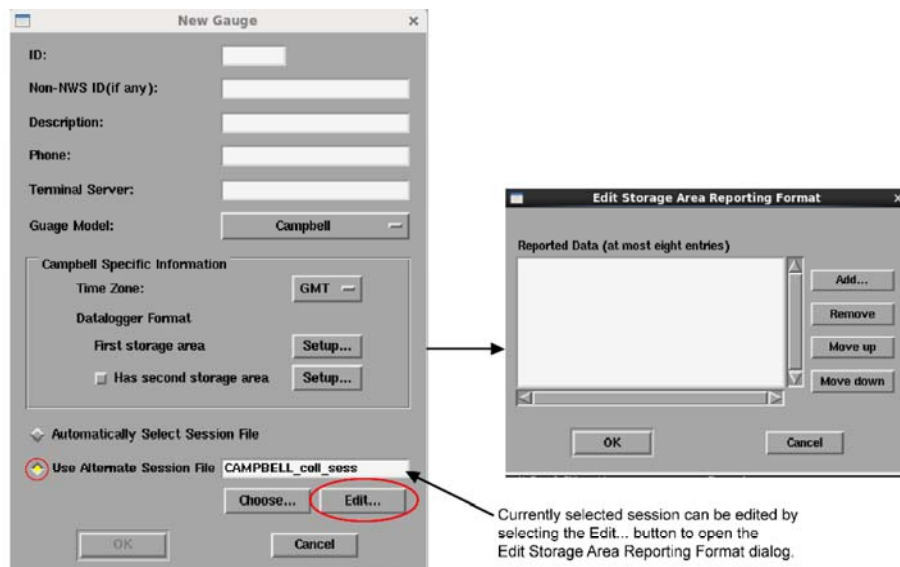 New Gauge
ID:
Non-NWS ID(if any):
Description:
Phone:
Terminal Server:
Guage Model:
Campbell
Campbell Specific Information
Time Zone:
GMT
Datalogger Format
First storage area
Setup...
Has second storage area
Setup...
Automatically Select Session File
Use Alternate Session File
CAMPBELL_coll_sess
Choose...
Edit...
OK
Cancel
Edit Storage Area Reporting Format
Reported Data (at most eight entries)
Add...
Remove
Move up
Move down
OK
Cancel
Currently selected session can be edited by
selecting the Edit... button to open the
Edit Storage Area Reporting Format dialog.